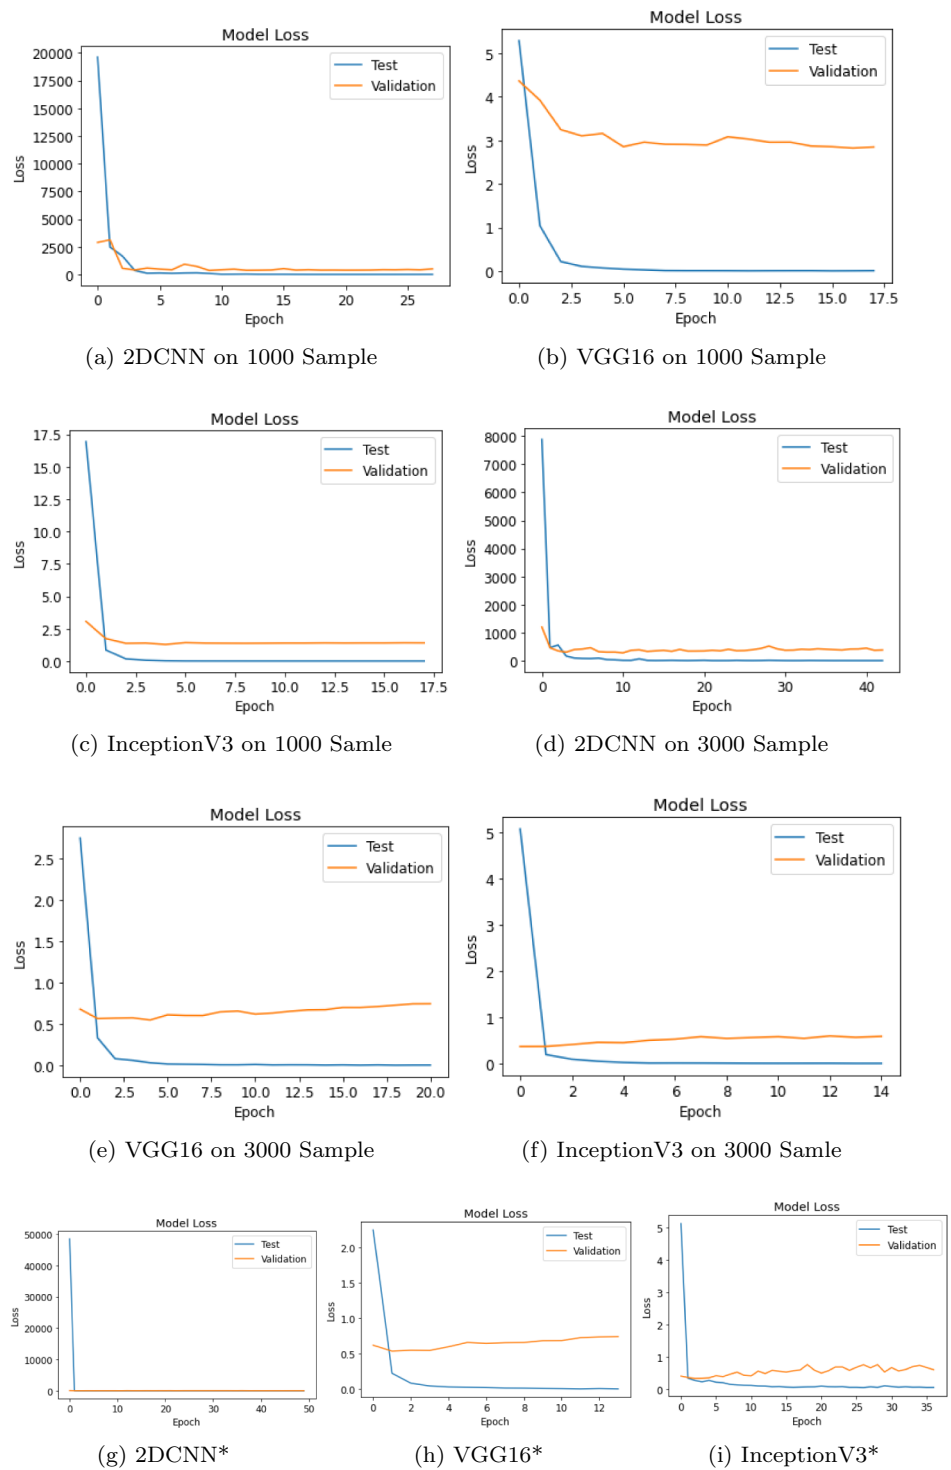 Model Loss
Test
Validation
20000
17500
15000
12500
10000
7500
5000
2500
0
Loss
0 5 10 15 20 25
Epoch
(a) 2DCNN on 1000 Sample
Model Loss
Test
Validation
5
4
3
2
1
0
Loss
0.0 2.5 5.0 7.5 10.0 12.5 15.0 17.5
Epoch
(b) VGG16 on 1000 Sample
Model Loss
Test
Validation
17.5
15.0
12.5
10.0
7.5
5.0
2.5
0.0
Loss
0.0 2.5 5.0 7.5 10.0 12.5 15.0 17.5
Epoch
(c) InceptionV3 on 1000 Samle
Model Loss
Test
Validation
8000
7000
6000
5000
4000
3000
2000
1000
0
Loss
0 10 20 30 40
Epoch
(d) 2DCNN on 3000 Sample
Model Loss
Test
Validation
2.5
2.0
1.5
1.0
0.5
0.0
Loss
0.0 2.5 5.0 7.5 10.0 12.5 15.0 17.5 20.0
Epoch
(e) VGG16 on 3000 Sample
Model Loss
Test
Validation
5
4
3
2
1
0
Loss
0 2 4 6 8 10 12 14
Epoch
(f) InceptionV3 on 3000 Samle
Model Loss
Test
Validation
50000
40000
30000
20000
10000
0
Loss
0 10 20 30 40 50
Epoch
(g) 2DCNN*
Model Loss
Test
Validation
2.0
1.5
1.0
0.5
0.0
Loss
0 2 4 6 8 10 12
Epoch
(h) VGG16*
Model Loss
Test
Validation
5
4
3
2
1
0
Loss
0 5 10 15 20 25 30 35
Epoch
(i) InceptionV3*